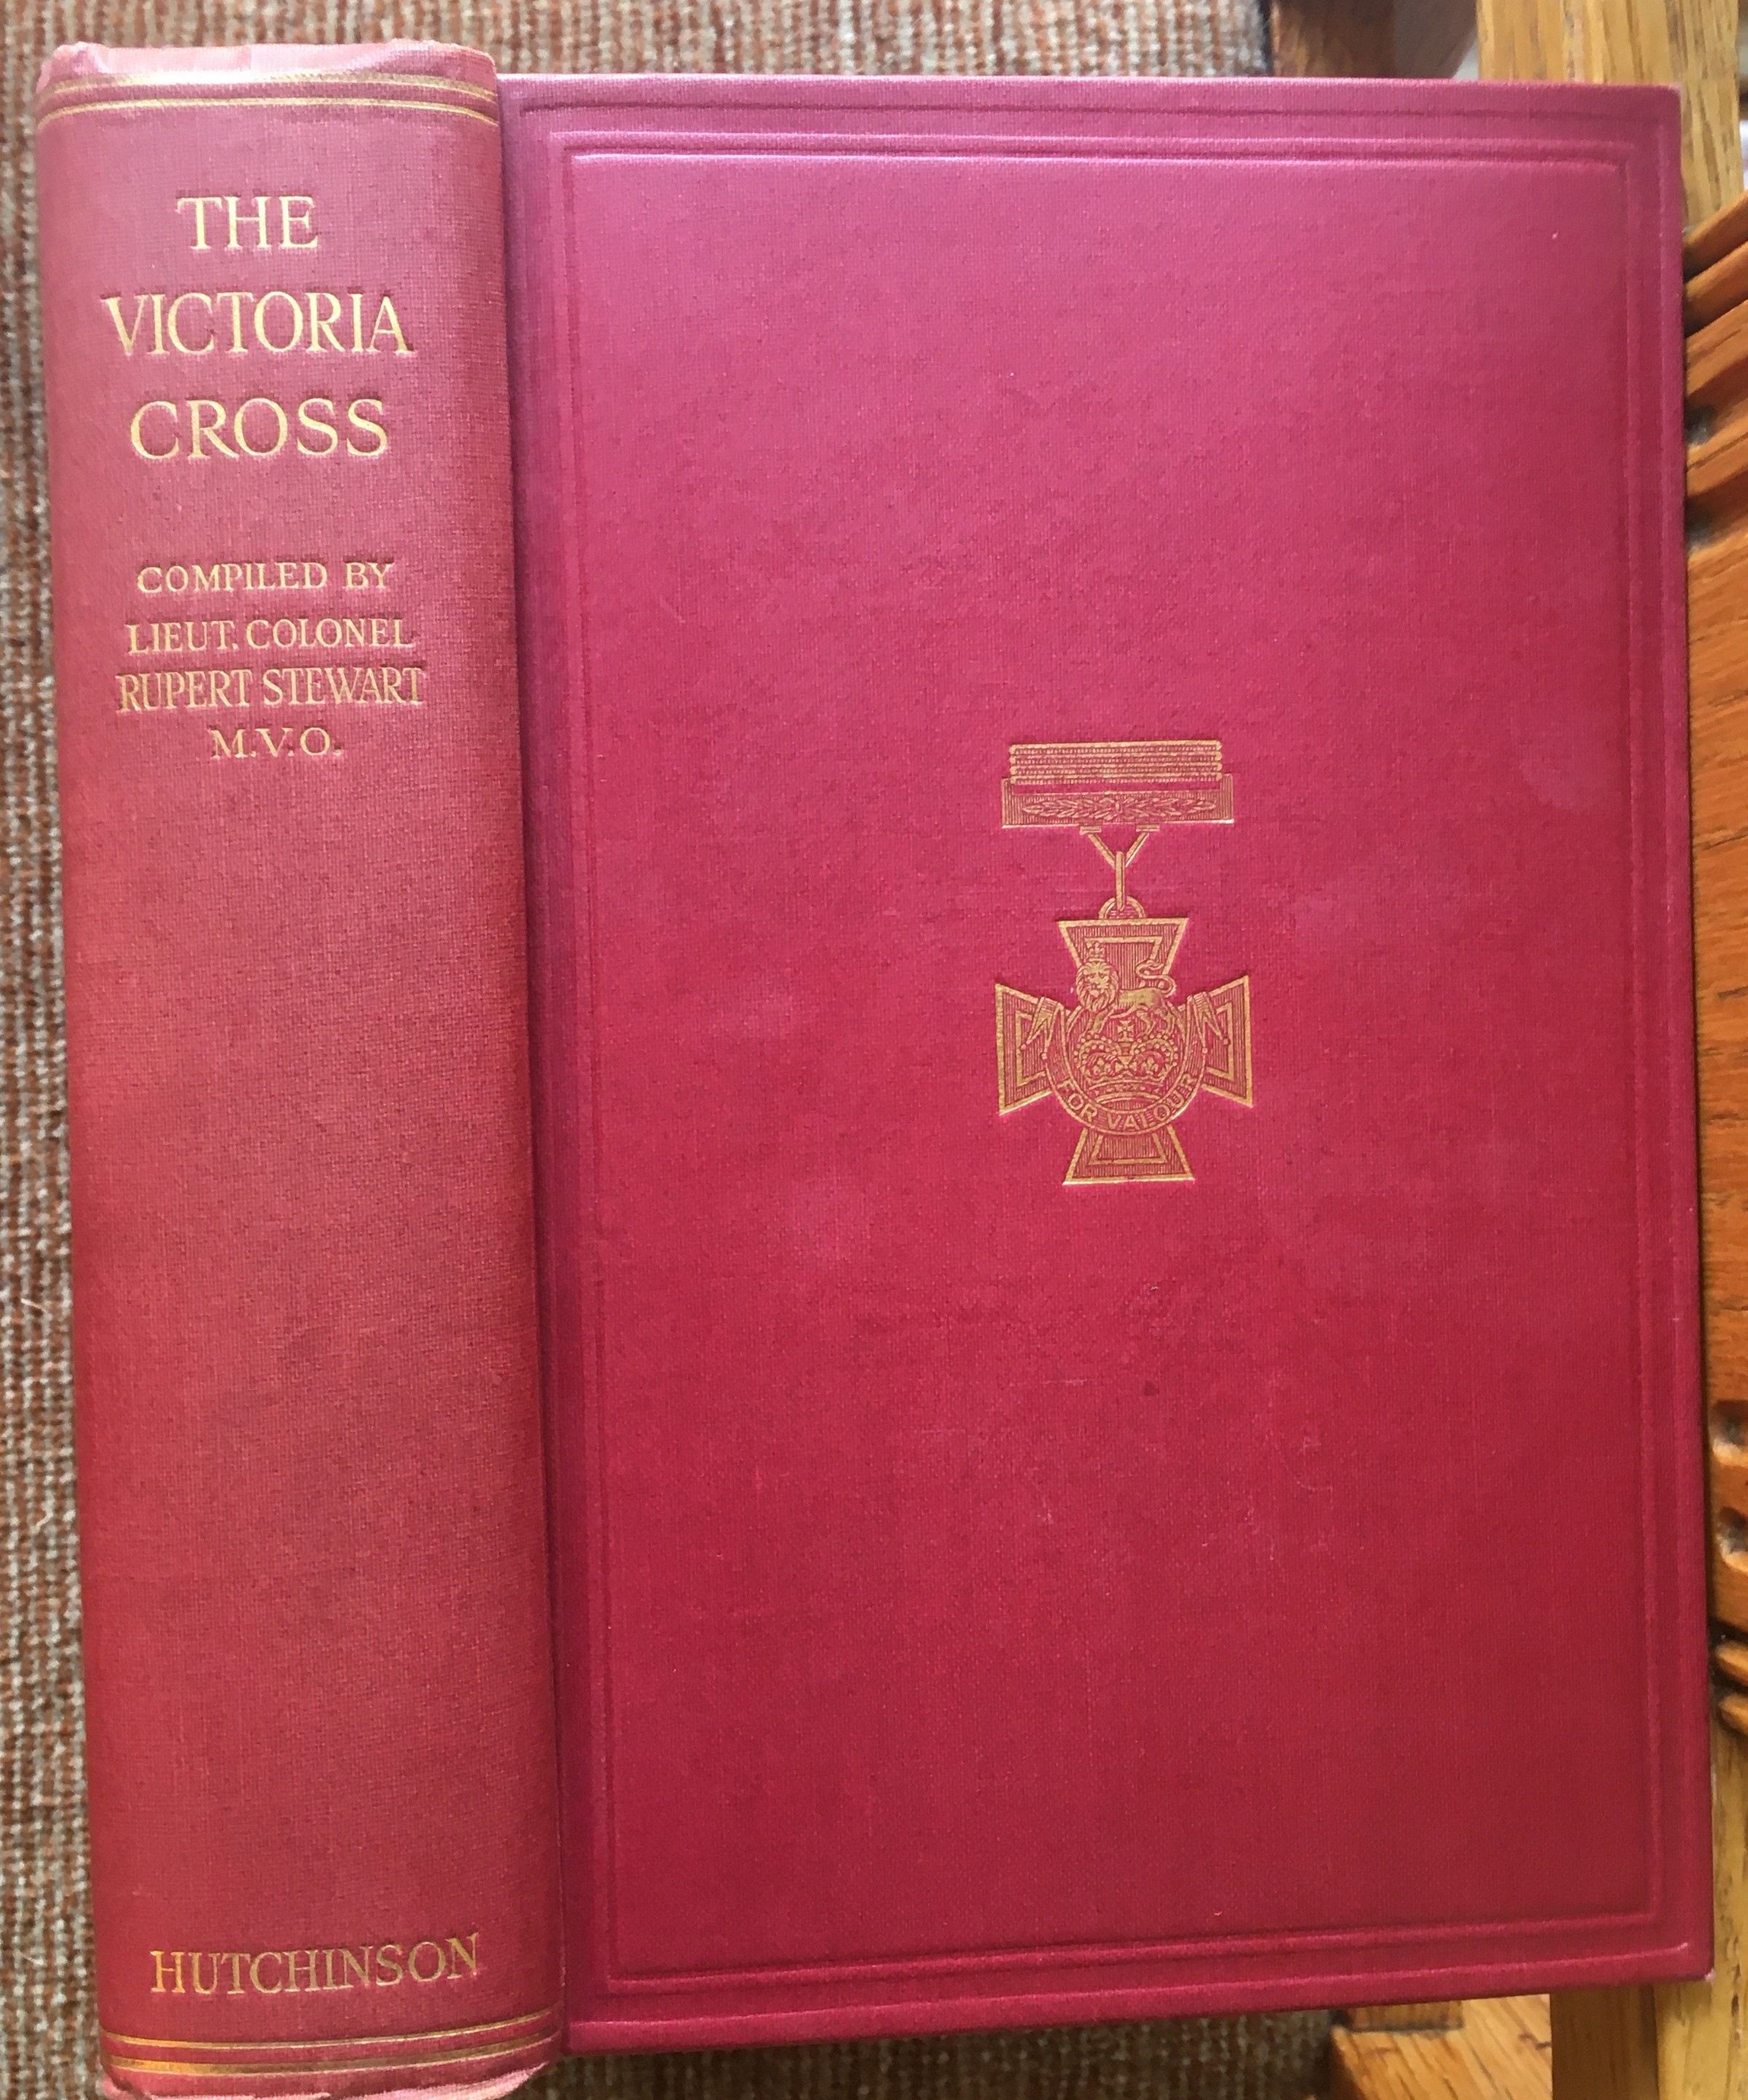 THE
VICTORIA
CROSS
COMPILED BY
LIEUT. COLONEL
RUPERT STEWART
M.V.O.
HUTCHINSON
FOR VALOUR